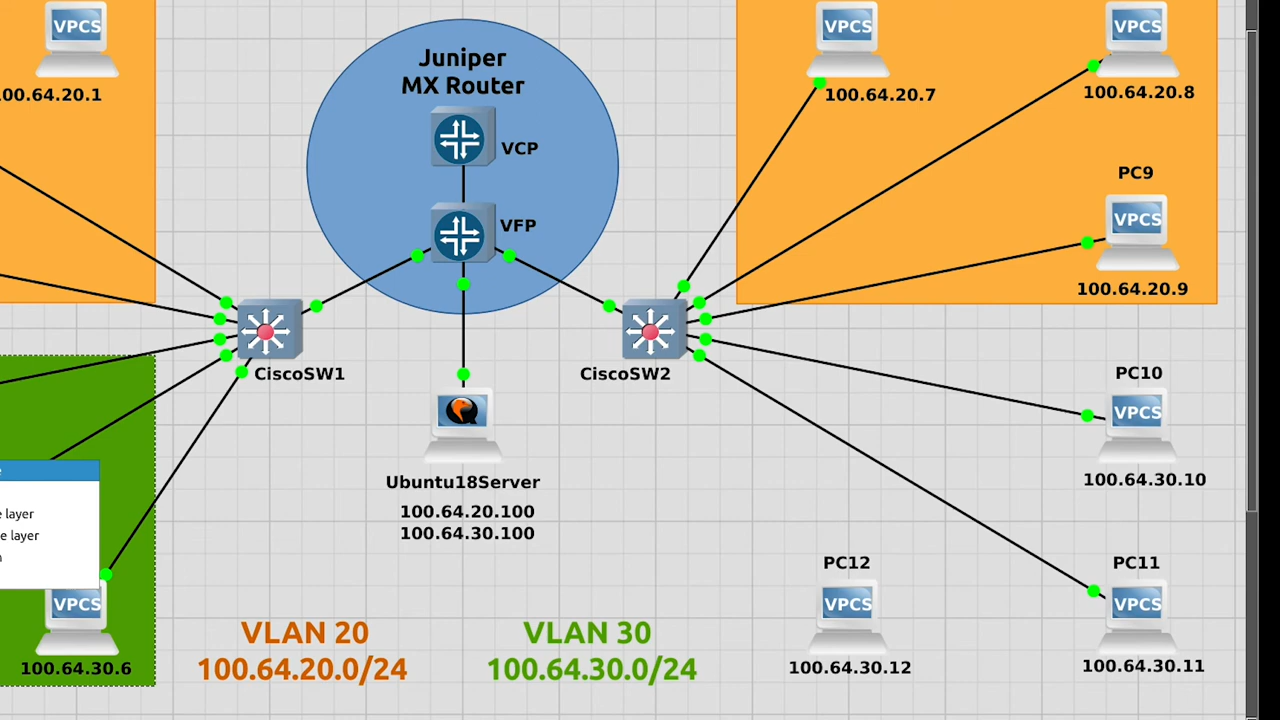 VPCS
00.64.20.1
Juniper
MX Router
VCP
VFP
VPCS
100.64.20.7
VPCS
100.64.20.8
PC9
VPCS
100.64.20.9
CiscoSW1
CiscoSW2
PC10
VPCS
100.64.30.10
Ubuntu18Server
100.64.20.100
100.64.30.100
e
e layer
e layer
VPCS
100.64.30.6
VLAN 20
100.64.20.0/24
VLAN 30
100.64.30.0/24
PC12
VPCS
100.64.30.12
PC11
VPCS
100.64.30.11